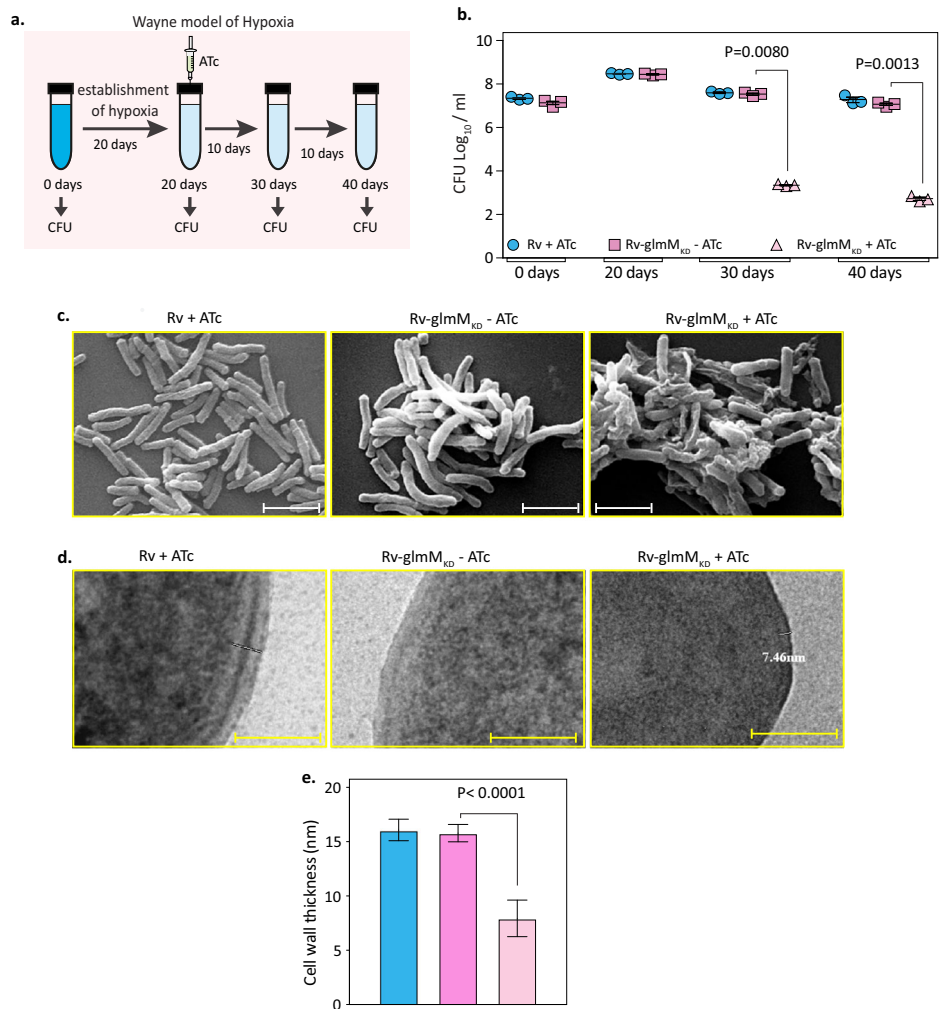 a.
Wayne model of Hypoxia
ATc
establishment
of hypoxia
20 days
10 days
10 days
0 days
20 days
30 days
40 days
CFU
CFU
CFU
CFU
b.
CFU Log10 / ml
10
8
6
4
2
0
P=0.0080
P=0.0013
Rv + ATc
Rv-glmMKD - ATc
Rv-glmMKD + ATc
0 days
20 days
30 days
40 days
c.
Rv + ATc
Rv-glmMKD - ATc
Rv-glmMKD + ATc
d.
Rv + ATc
Rv-glmMKD - ATc
Rv-glmMKD + ATc
7.46nm
e.
Cell wall thickness (nm)
20
15
10
5
0
P< 0.0001